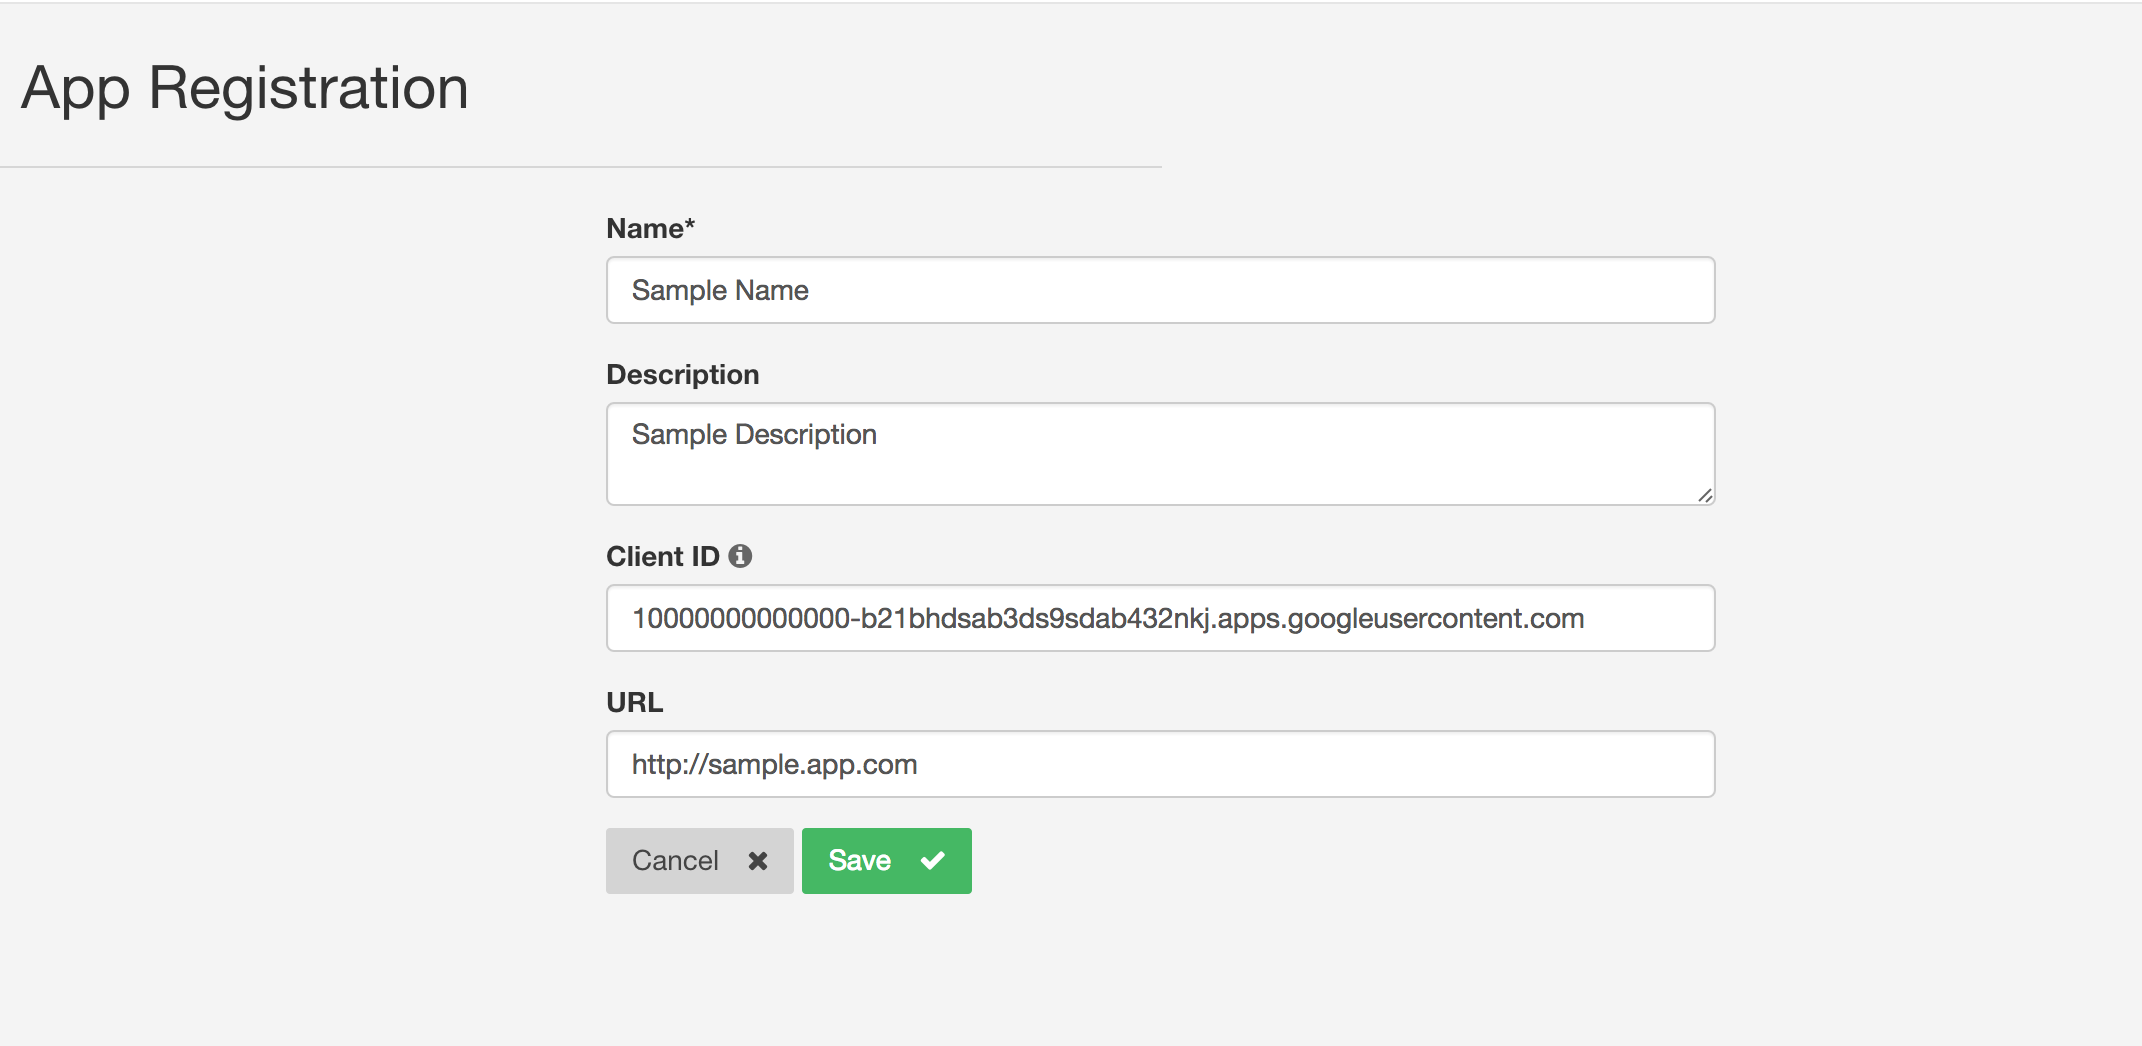 App Registration
Name*
Sample Name
Description
Sample Description
Client ID
10000000000000-b21bhdsab3ds9sdab432nkj.apps.googleusercontent.com
URL
http://sample.app.com
Cancel
Save